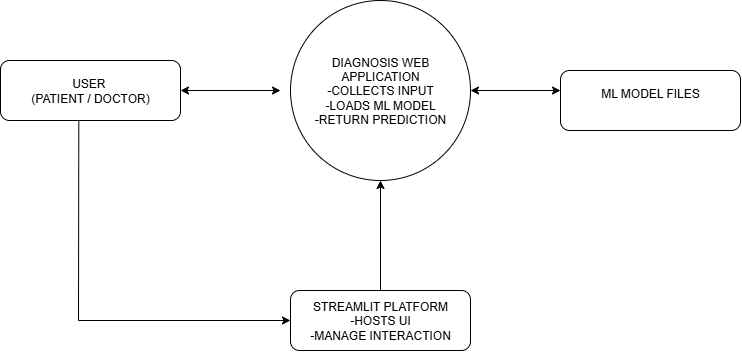 USER
(PATIENT / DOCTOR)
DIAGNOSIS WEB
APPLICATION
-COLLECTS INPUT
-LOADS ML MODEL
-RETURN PREDICTION
ML MODEL FILES
STREAMLIT PLATFORM
-HOSTS UI
-MANAGE INTERACTION